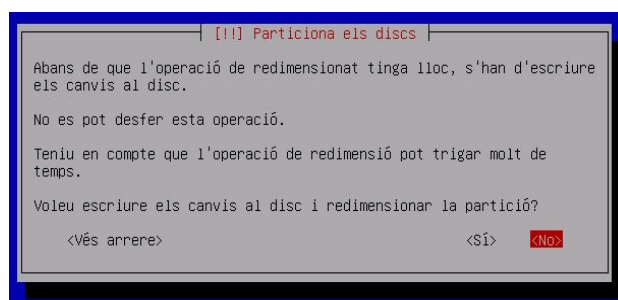 [!!] Particiona els discs
Abans de que l'operació de redimensionat tinga lloc, s'han d'escriure
els canvis al disc.
No es pot desfer esta operació.
Teniu en compte que l'operació de redimensió pot trigar molt de
temps.
Voleu escriure els canvis al disc i redimensionar la partició?
<Vés arrere> <Sí> <No>